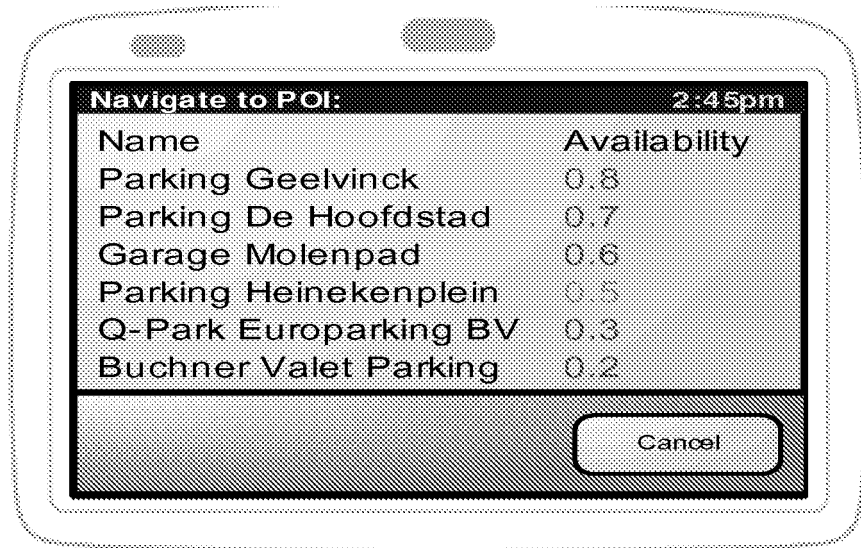 Navigate to POI: 2:45pm
Name Availability
Parking Geelvinck 0.8
Parking De Hoofdstad 0.7
Garage Molenpad 0.6
Parking Heinekenplein 0.5
Q-Park Europarking BV 0.3
Buchner Valet Parking 0.2
Cancel